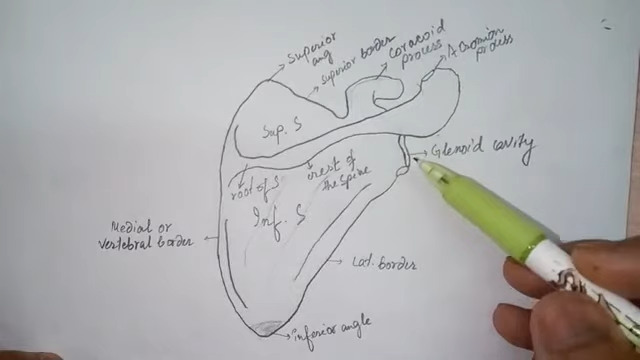 Superior
ang
Superior border
Coracoid
process
Acromion
process
Sup. S
Glenoid cavity
root of S
crest of
the Spine
Inf. S
Medial or
vertebral border
Lat. border
inferior angle